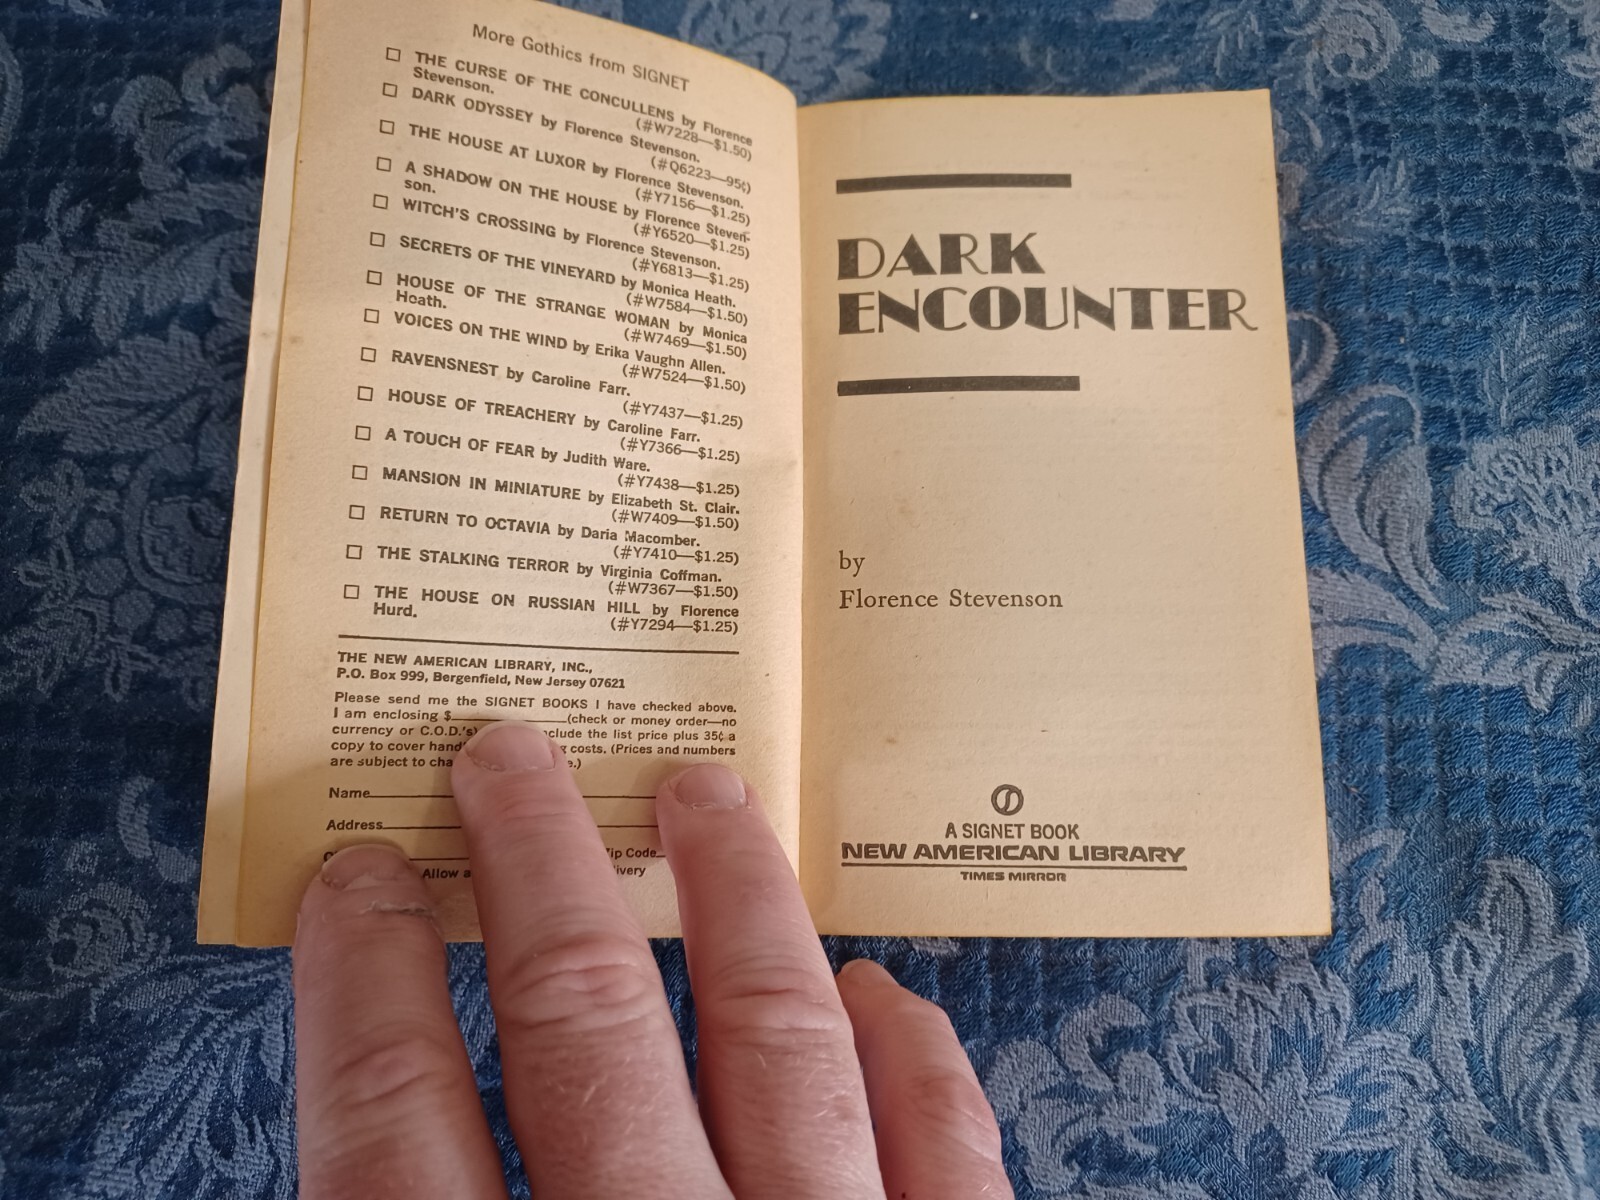 More Gothics from SIGNET
☐ THE CURSE OF THE CONCULLENS by Florence
Stevenson. (#W7228—$1.50)
☐ DARK ODYSSEY by Florence Stevenson.
(#Q6223—95¢)
☐ THE HOUSE AT LUXOR by Florence Stevenson.
(#Y7156—$1.25)
☐ A SHADOW ON THE HOUSE by Florence Steven-
son. (#Y6520—$1.25)
☐ WITCH'S CROSSING by Florence Stevenson.
(#Y6813—$1.25)
☐ SECRETS OF THE VINEYARD by Monica Heath.
(#W7584—$1.50)
☐ HOUSE OF THE STRANGE WOMAN by Monica
Heath. (#W7469—$1.50)
☐ VOICES ON THE WIND by Erika Vaughn Allen.
(#W7524—$1.50)
☐ RAVENSNEST by Caroline Farr.
(#Y7437—$1.25)
☐ HOUSE OF TREACHERY by Caroline Farr.
(#Y7366—$1.25)
☐ A TOUCH OF FEAR by Judith Ware.
(#Y7438—$1.25)
☐ MANSION IN MINIATURE by Elizabeth St. Clair.
(#W7409—$1.50)
☐ RETURN TO OCTAVIA by Daria Macomber.
(#Y7410—$1.25)
☐ THE STALKING TERROR by Virginia Coffman.
(#W7367—$1.50)
☐ THE HOUSE ON RUSSIAN HILL by Florence
Hurd. (#Y7294—$1.25)
THE NEW AMERICAN LIBRARY, INC.,
P.O. Box 999, Bergenfield, New Jersey 07621
Please send me the SIGNET BOOKS I have checked above.
I am enclosing $__________(check or money order—no
currency or C.O.D.'s) the list price plus 35¢ a
copy to cover costs. (Prices and numbers
are subject to
Name
Address
Zip Code
Allow
DARK
ENCOUNTER
by
Florence Stevenson
A SIGNET BOOK
NEW AMERICAN LIBRARY
TIMES MIRROR